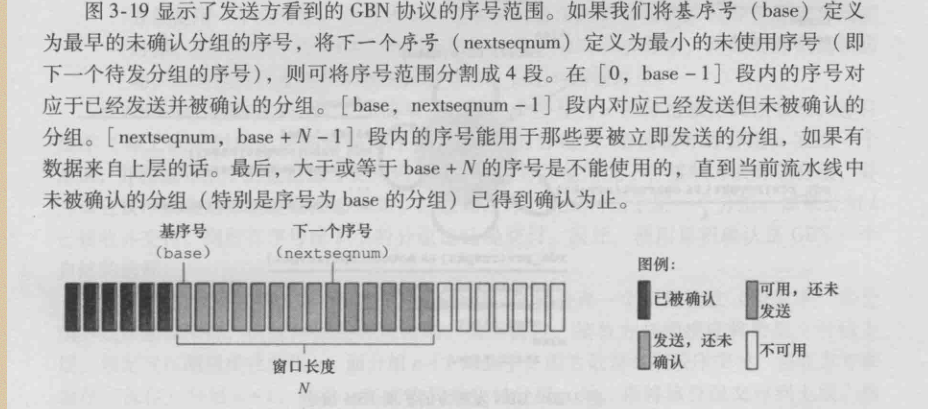 图 3-19 显示了发送方看到的 GBN 协议的序号范围。如果我们将基序号（base）定义
为最早的未确认分组的序号，将下一个序号（nextseqnum）定义为最小的未使用序号（即
下一个待发分组的序号），则可将序号范围分割成 4 段。在［0，base－1］段内的序号对
应于已经发送并被确认的分组。［base，nextseqnum－1］段内对应已经发送但未被确认的
分组。［nextseqnum，base＋N－1］段内的序号能用于那些要被立即发送的分组，如果有
数据来自上层的话。最后，大于或等于 base＋N 的序号是不能使用的，直到当前流水线中
未被确认的分组（特别是序号为 base 的分组）已得到确认为止。
基序号
（base）
下一个序号
（nextseqnum）
窗口长度
N
图例：
已被确认
可用，还未
发送
发送，还未
确认
不可用